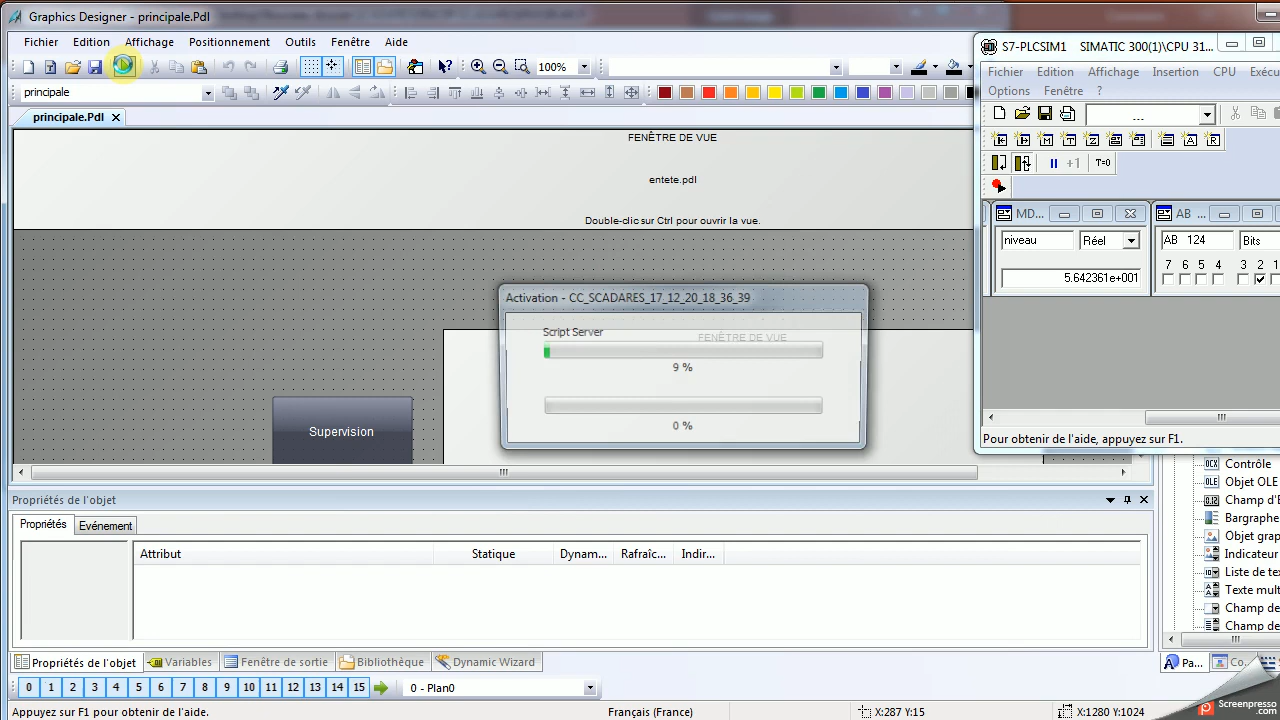 Graphics Designer - principale.Pdl
Fichier Edition Affichage Positionnement Outils Fenêtre Aide
100%
principale
principale.Pdl
FENÊTRE DE VUE
entete.pdl
Double-clic sur Ctrl pour ouvrir la vue.
Supervision
Activation - CC_SCADARES_17_12_20_18_36_39
Script Server
FENÊTRE DE VUE
9 %
0 %
S7-PLCSIM1 SIMATIC 300(1)\CPU 31...
Fichier Edition Affichage Insertion CPU Exécu
Options Fenêtre ?
...
+1 T=0
MD... AB ...
niveau Réel AB 124 Bits
7 6 5 4 3 2 1
5.642361e+001
Pour obtenir de l'aide, appuyez sur F1.
Contrôle
Objet OLE
Champ d'E
Bargraphe
Objet grap
Indicateur
Liste de tex
Texte mult
Champ de
Champ de
Pa... Co...
Propriétés de l'objet
Propriétés Evénement
Attribut Statique Dynam... Rafraîc... Indir...
Propriétés de l'objet Variables Fenêtre de sortie Bibliothèque Dynamic Wizard
0 1 2 3 4 5 6 7 8 9 10 11 12 13 14 15 0 - Plan0
Appuyez sur F1 pour obtenir de l'aide. Français (France) X:287 Y:15 X:1280 Y:1024
Screenpresso
.com